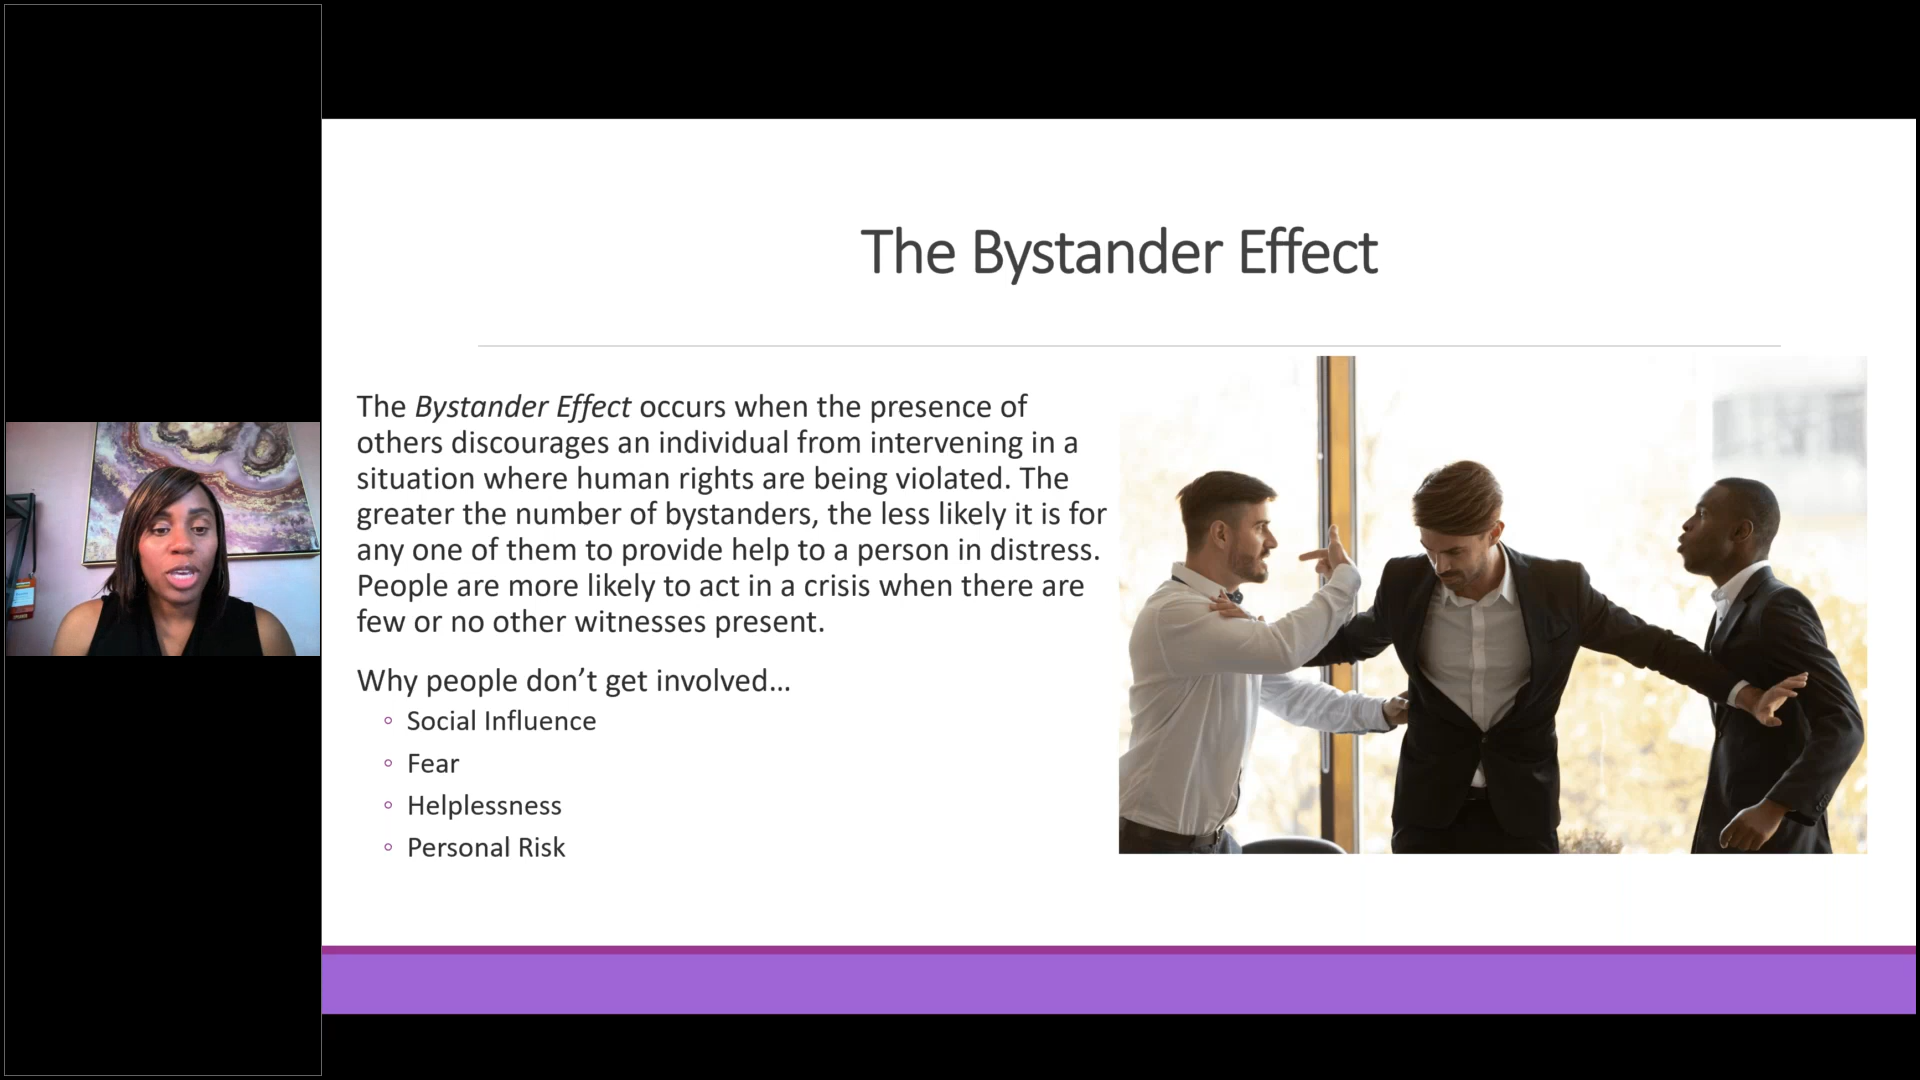 The Bystander Effect
The Bystander Effect occurs when the presence of
others discourages an individual from intervening in a
situation where human rights are being violated. The
greater the number of bystanders, the less likely it is for
any one of them to provide help to a person in distress.
People are more likely to act in a crisis when there are
few or no other witnesses present.
Why people don’t get involved…
◦ Social Influence
◦ Fear
◦ Helplessness
◦ Personal Risk